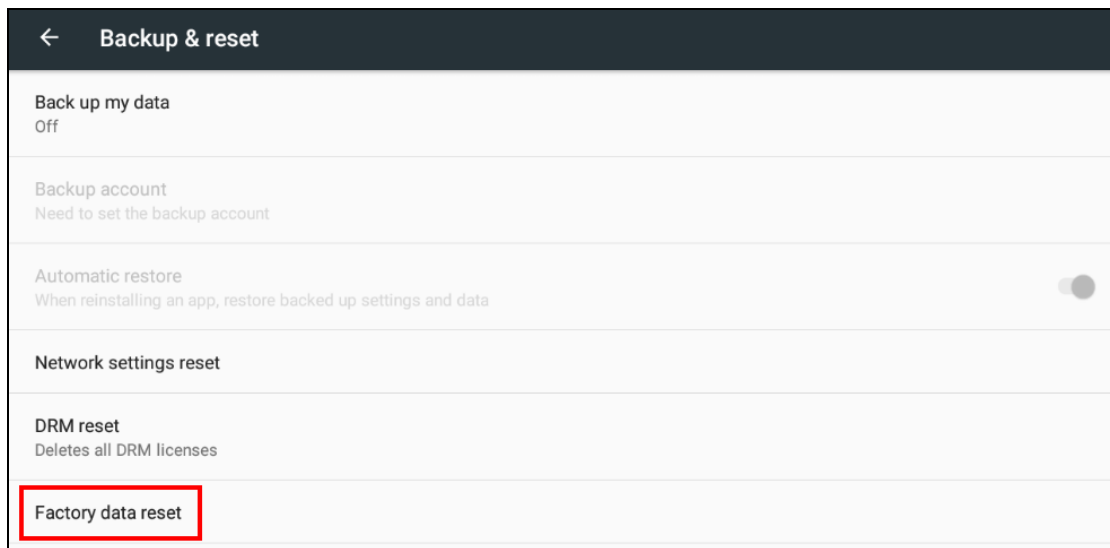 Backup & reset
Back up my data
Off
Backup account
Need to set the backup account
Automatic restore
When reinstalling an app, restore backed up settings and data
Network settings reset
DRM reset
Deletes all DRM licenses
Factory data reset